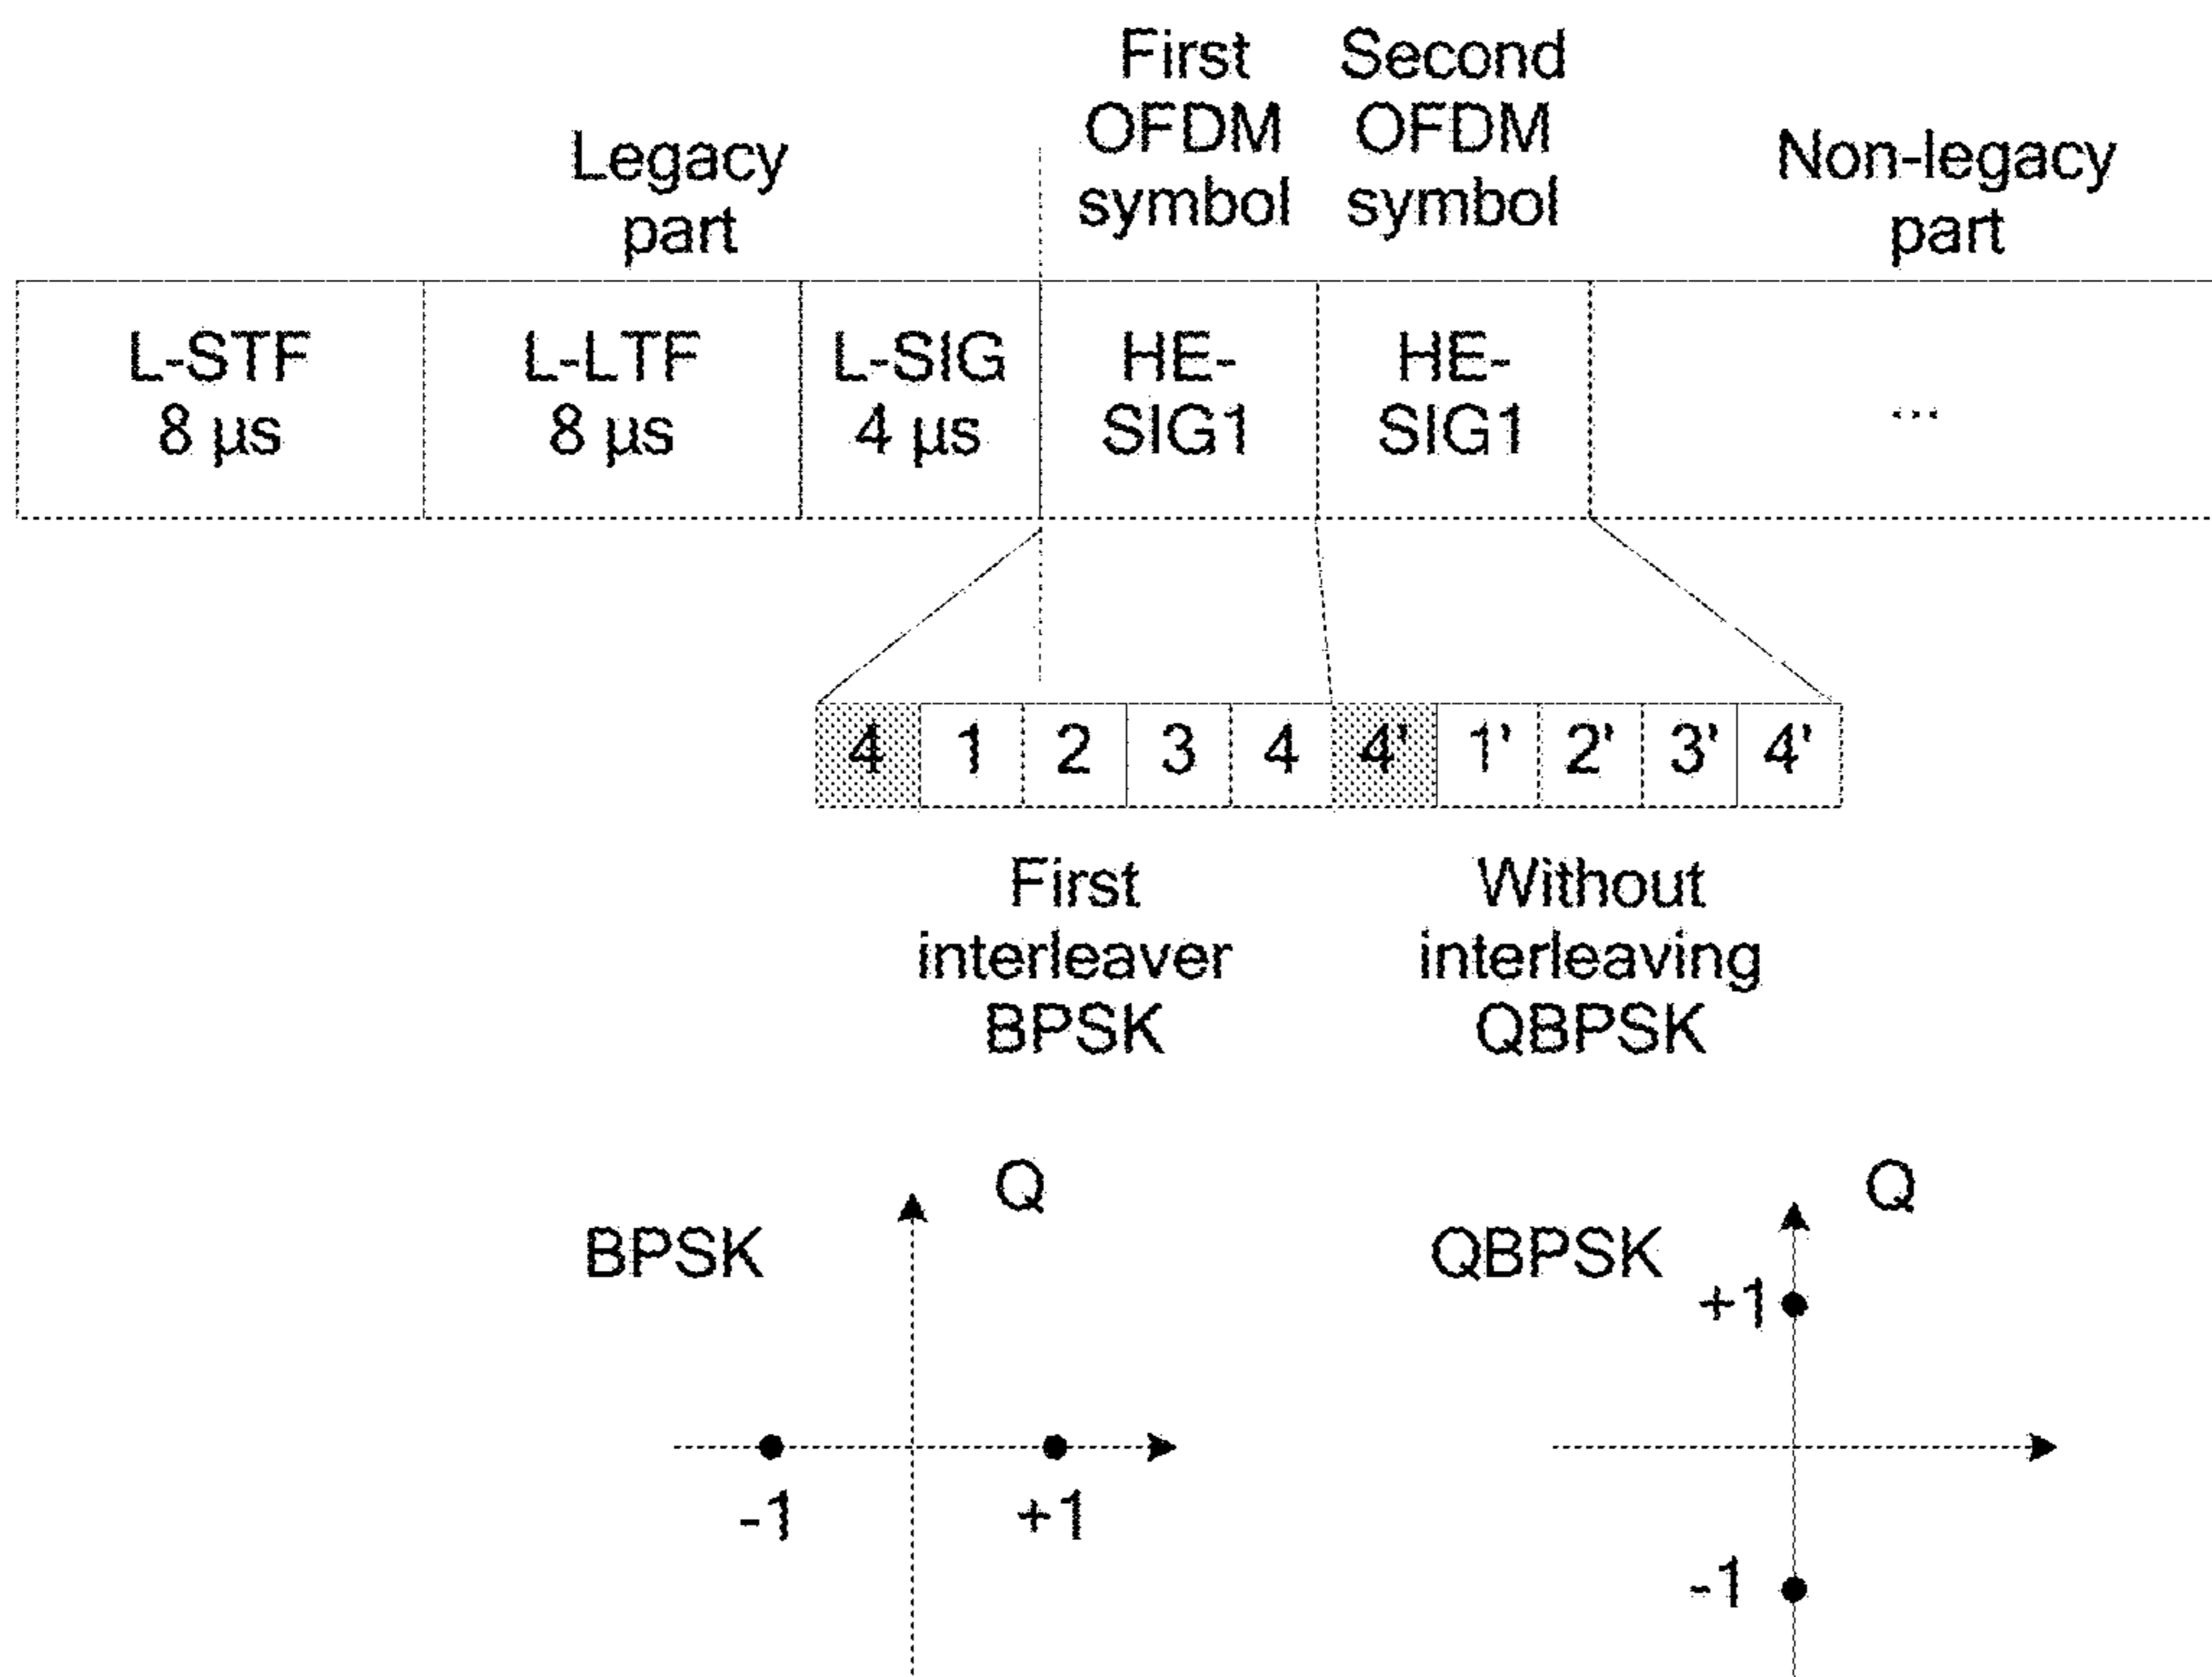 First
OFDM
symbol
Second
OFDM
symbol
Legacy
part
Non-legacy
part
L-STF
8 µs
L-LTF
8 µs
L-SIG
4 µs
HE-
SIG1
HE-
SIG1
...
4 1 2 3 4 4' 1' 2' 3' 4'
First
interleaver
BPSK
Without
interleaving
QBPSK
BPSK
Q
-1
+1
QBPSK
Q
+1
-1